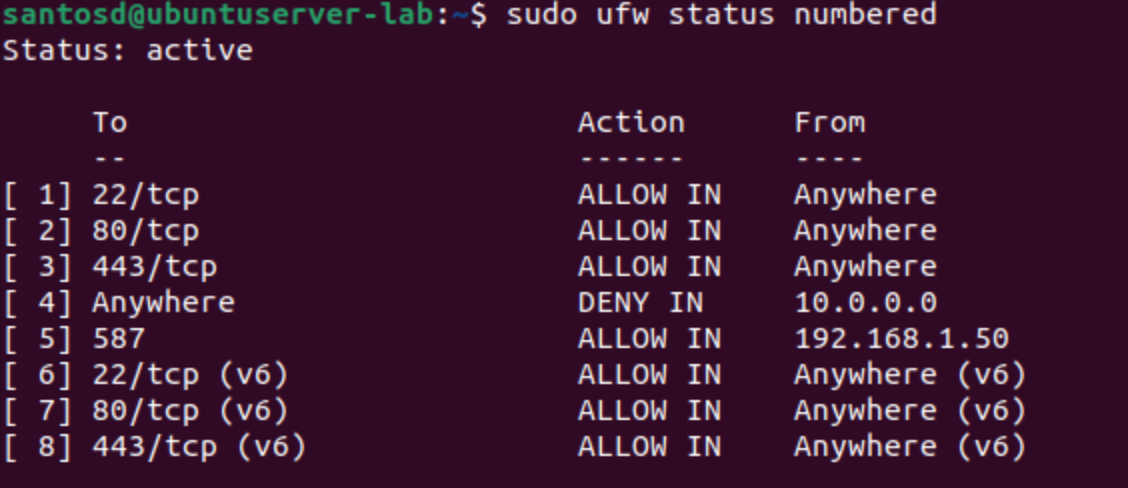 santosd@ubuntuserver-lab:~$ sudo ufw status numbered
Status: active
     To                         Action      From
     --                         ------      ----
[ 1] 22/tcp                     ALLOW IN    Anywhere
[ 2] 80/tcp                     ALLOW IN    Anywhere
[ 3] 443/tcp                    ALLOW IN    Anywhere
[ 4] Anywhere                   DENY IN     10.0.0.0
[ 5] 587                        ALLOW IN    192.168.1.50
[ 6] 22/tcp (v6)                ALLOW IN    Anywhere (v6)
[ 7] 80/tcp (v6)                ALLOW IN    Anywhere (v6)
[ 8] 443/tcp (v6)               ALLOW IN    Anywhere (v6)